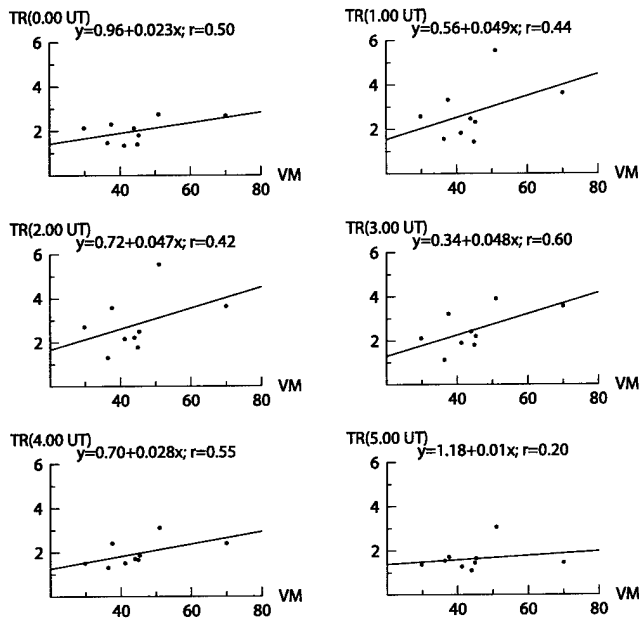 TR(0.00 UT)
y=0.96+0.023x; r=0.50
6
4
2
40 60 80 VM
TR(1.00 UT)
y=0.56+0.049x; r=0.44
6
4
2
40 60 80 VM
TR(2.00 UT)
y=0.72+0.047x; r=0.42
6
4
2
40 60 80 VM
TR(3.00 UT)
y=0.34+0.048x; r=0.60
6
4
2
40 60 80 VM
TR(4.00 UT)
y=0.70+0.028x; r=0.55
6
4
2
40 60 80 VM
TR(5.00 UT)
y=1.18+0.01x; r=0.20
6
4
2
40 60 80 VM